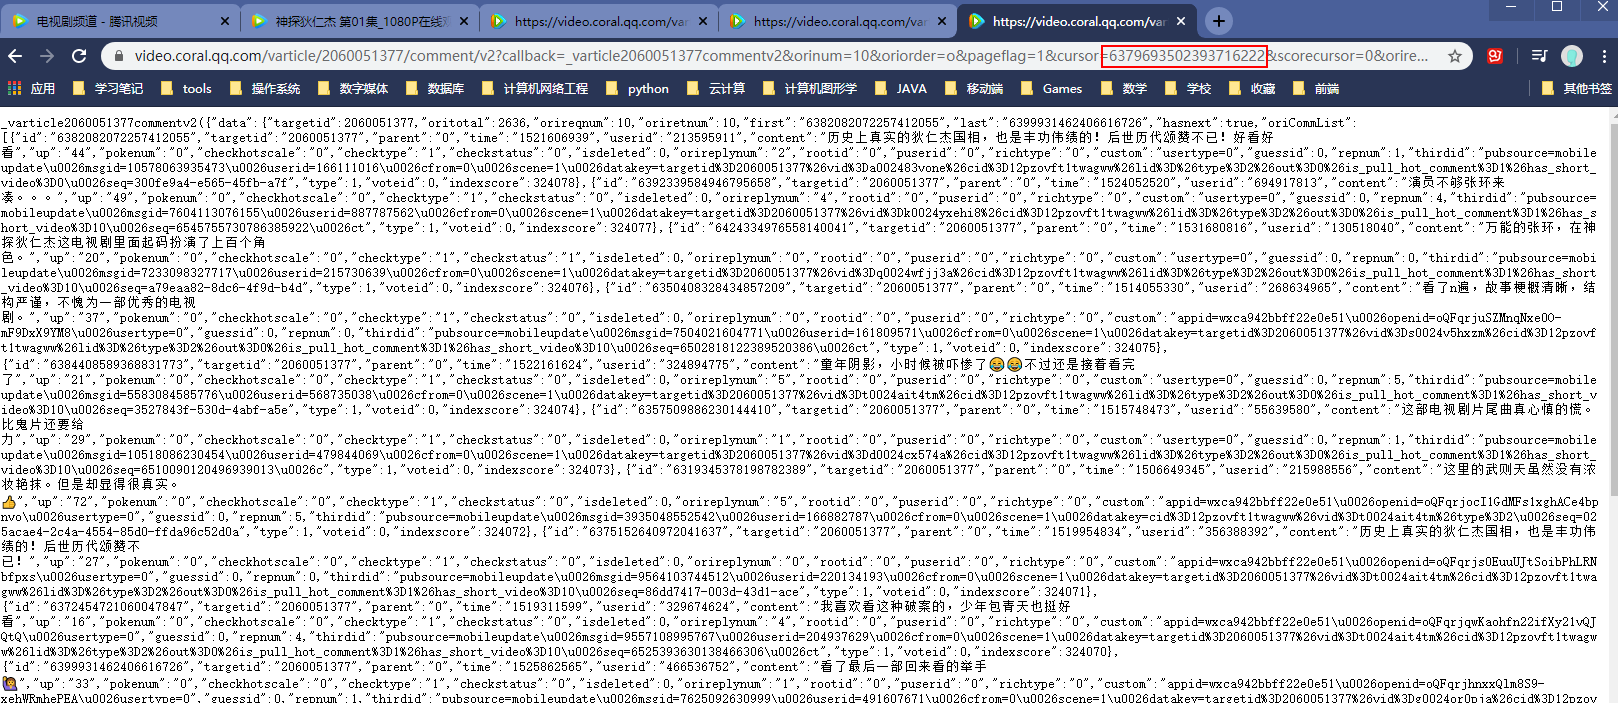 电视剧频道 - 腾讯视频
神探狄仁杰 第01集_1080P在线观
https://video.coral.qq.com/var
https://video.coral.qq.com/var
https://video.coral.qq.com/var
video.coral.qq.com/varticle/2060051377/comment/v2?callback=_varticle2060051377commentv2&orinum=10&oriorder=o&pageflag=1&cursor=6379693502393716222&scorecursor=0&orire...
应用 学习笔记 tools 操作系统 数字媒体 数据库 计算机网络工程 python 云计算 计算机图形学 JAVA 移动端 Games 数学 学校 收藏 前端 其他书签
_varticle2060051377commentv2({"data":{"targetid":2060051377,"oritotal":2636,"orireqnum":10,"oriretnum":10,"first":"6382082072257412055","last":"6399931462406616726","hasnext":true,"oriCommList":
[{"id":"6382082072257412055","targetid":"2060051377","parent":"0","time":"1521606939","userid":"213595911","content":"历史上真实的狄仁杰国相，也是丰功伟绩的！后世历代颂赞不已！好看好
看","up":"44","pokenum":"0","checkhotscale":"0","checktype":"1","checkstatus":"0","isdeleted":0,"orireplynum":"2","rootid":"0","puserid":"0","richtype":"0","custom":"usertype=0","guessid":0,"repnum":1,"thirdid":"pubsource=mobile
update\u0026msgid=10578063935473\u0026userid=166111016\u0026cfrom=0\u0026scene=1\u0026datakey=targetid%3D2060051377%26vid%3Da002483vone%26cid%3D12pzovft1twagww%26lid%3D%26type%3D2%26out%3D0%26is_pull_hot_comment%3D1%26has_short_
video%3D0\u0026seq=300fe9a4-e565-45fb-a7f","type":1,"voteid":0,"indexscore":324078},{"id":"6392339584946795658","targetid":"2060051377","parent":"0","time":"1524052520","userid":"694917813","content":"演员不够张环来
凑。。。","up":"49","pokenum":"0","checkhotscale":"0","checktype":"1","checkstatus":"0","isdeleted":0,"orireplynum":"4","rootid":"0","puserid":"0","richtype":"0","custom":"usertype=0","guessid":0,"repnum":4,"thirdid":"pubsource=
mobileupdate\u0026msgid=7604113076155\u0026userid=887787562\u0026cfrom=0\u0026scene=1\u0026datakey=targetid%3D2060051377%26vid%3Dk0024yxehi8%26cid%3D12pzovft1twagww%26lid%3D%26type%3D2%26out%3D0%26is_pull_hot_comment%3D1%26has_s
hort_video%3D10\u0026seq=6545755730786385922\u0026ct","type":1,"voteid":0,"indexscore":324077},{"id":"6424334976558140041","targetid":"2060051377","parent":"0","time":"1531680816","userid":"130518040","content":"万能的张环，在神
探狄仁杰这电视剧里面起码扮演了上百个角
色。","up":"20","pokenum":"0","checkhotscale":"0","checktype":"1","checkstatus":"1","isdeleted":0,"orireplynum":"0","rootid":"0","puserid":"0","richtype":"0","custom":"usertype=0","guessid":0,"repnum":0,"thirdid":"pubsource=mob
ileupdate\u0026msgid=7233098327717\u0026userid=215730639\u0026cfrom=0\u0026scene=1\u0026datakey=targetid%3D2060051377%26vid%3Dq0024wfjj3a%26cid%3D12pzovft1twagww%26lid%3D%26type%3D2%26out%3D0%26is_pull_hot_comment%3D1%26has_short
_video%3D10\u0026seq=a79eaa82-8dc6-4f9d-b4d","type":1,"voteid":0,"indexscore":324076},{"id":"6350408328434857209","targetid":"2060051377","parent":"0","time":"1514055330","userid":"268634965","content":"看了n遍，故事梗概清晰，结
构严谨，不愧为一部优秀的电视
剧。","up":"37","pokenum":"0","checkhotscale":"0","checktype":"1","checkstatus":"0","isdeleted":0,"orireplynum":"0","rootid":"0","puserid":"0","richtype":"0","custom":"appid=wxca942bbff22e0e51\u0026openid=oQFqrjuSZMnqNxe0O-
mF9DxX9YM8\u0026usertype=0","guessid":0,"repnum":0,"thirdid":"pubsource=mobileupdate\u0026msgid=7504021604771\u0026userid=161809571\u0026cfrom=0\u0026scene=1\u0026datakey=targetid%3D2060051377%26vid%3Ds0024v5hxzm%26cid%3D12pzovf
t1twagww%26lid%3D%26type%3D2%26out%3D0%26is_pull_hot_comment%3D1%26has_short_video%3D10\u0026seq=6502818122389520386\u0026ct","type":1,"voteid":0,"indexscore":324075},
{"id":"6384408589368831773","targetid":"2060051377","parent":"0","time":"1522161624","userid":"324894775","content":"童年阴影，小时候被吓惨了😂😂不过还是接着看完
了","up":"21","pokenum":"0","checkhotscale":"0","checktype":"1","checkstatus":"0","isdeleted":0,"orireplynum":"5","rootid":"0","puserid":"0","richtype":"0","custom":"usertype=0","guessid":0,"repnum":5,"thirdid":"pubsource=mobile
update\u0026msgid=5583084585776\u0026userid=568735038\u0026cfrom=0\u0026scene=1\u0026datakey=targetid%3D2060051377%26vid%3Dt0024ait4tm%26cid%3D12pzovft1twagww%26lid%3D%26type%3D2%26out%3D0%26is_pull_hot_comment%3D1%26has_short_v
ideo%3D10\u0026seq=3527843f-530d-4abf-a5e","type":1,"voteid":0,"indexscore":324074},{"id":"6357509886230144410","targetid":"2060051377","parent":"0","time":"1515748473","userid":"55639580","content":"这部电视剧片尾曲真心慎的慌。
比鬼片还要给
力","up":"29","pokenum":"0","checkhotscale":"0","checktype":"1","checkstatus":"0","isdeleted":0,"orireplynum":"1","rootid":"0","puserid":"0","richtype":"0","custom":"usertype=0","guessid":0,"repnum":1,"thirdid":"pubsource=mobile
update\u0026msgid=10518086230454\u0026userid=479844069\u0026cfrom=0\u0026scene=1\u0026datakey=targetid%3D2060051377%26vid%3Dd0024cx574a%26cid%3D12pzovft1twagww%26lid%3D%26type%3D2%26out%3D0%26is_pull_hot_comment%3D1%26has_short_
video%3D10\u0026seq=6510090120496939013\u0026c","type":1,"voteid":0,"indexscore":324073},{"id":"6319345378198782389","targetid":"2060051377","parent":"0","time":"1506649345","userid":"215988556","content":"这里的武则天虽然没有浓
妆艳抹。但是却显得很真实。
👍","up":"72","pokenum":"0","checkhotscale":"0","checktype":"1","checkstatus":"0","isdeleted":0,"orireplynum":"5","rootid":"0","puserid":"0","richtype":"0","custom":"appid=wxca942bbff22e0e51\u0026openid=oQFqrjocI1GdMFs1xghACe4bp
nvo\u0026usertype=0","guessid":0,"repnum":5,"thirdid":"pubsource=mobileupdate\u0026msgid=3935048552542\u0026userid=166882787\u0026cfrom=0\u0026scene=1\u0026datakey=cid%3D12pzovft1twagww%26vid%3Dt0024ait4tm%26type%3D2\u0026seq=02
5acae4-2c4a-4554-85d0-ffda96c52d0a","type":1,"voteid":0,"indexscore":324072},{"id":"6375152640972041637","targetid":"2060051377","parent":"0","time":"1519954834","userid":"356388392","content":"历史上真实的狄仁杰国相，也是丰功伟
绩的！后世历代颂赞不
已！","up":"27","pokenum":"0","checkhotscale":"0","checktype":"1","checkstatus":"0","isdeleted":0,"orireplynum":"0","rootid":"0","puserid":"0","richtype":"0","custom":"appid=wxca942bbff22e0e51\u0026openid=oQFqrjs0EuuUJtSoibPhLRN
bfpxs\u0026usertype=0","guessid":0,"repnum":0,"thirdid":"pubsource=mobileupdate\u0026msgid=9564103744512\u0026userid=220134193\u0026cfrom=0\u0026scene=1\u0026datakey=targetid%3D2060051377%26vid%3Dt0024ait4tm%26cid%3D12pzovft1twa
gww%26lid%3D%26type%3D2%26out%3D0%26is_pull_hot_comment%3D1%26has_short_video%3D10\u0026seq=86dd7417-003d-43d1-ace","type":1,"voteid":0,"indexscore":324071},
{"id":"6372454721060047847","targetid":"2060051377","parent":"0","time":"1519311599","userid":"329674624","content":"我喜欢看这种破案的，少年包青天也挺好
看","up":"16","pokenum":"0","checkhotscale":"0","checktype":"1","checkstatus":"0","isdeleted":0,"orireplynum":"4","rootid":"0","puserid":"0","richtype":"0","custom":"appid=wxca942bbff22e0e51\u0026openid=oQFqrjqwKaohfn22ifXy21vQJ
QtQ\u0026usertype=0","guessid":0,"repnum":4,"thirdid":"pubsource=mobileupdate\u0026msgid=9557108995767\u0026userid=204937629\u0026cfrom=0\u0026scene=1\u0026datakey=targetid%3D2060051377%26vid%3Dt0024ait4tm%26cid%3D12pzovft1twag
ww%26lid%3D%26type%3D2%26out%3D0%26is_pull_hot_comment%3D1%26has_short_video%3D10\u0026seq=6525393630138466306\u0026ct","type":1,"voteid":0,"indexscore":324070},
{"id":"6399931462406616726","targetid":"2060051377","parent":"0","time":"1525862565","userid":"466536752","content":"看了最后一部回来看的举手
🙋","up":"33","pokenum":"0","checkhotscale":"0","checktype":"1","checkstatus":"0","isdeleted":0,"orireplynum":"1","rootid":"0","puserid":"0","richtype":"0","custom":"appid=wxca942bbff22e0e51\u0026openid=oQFqrjhnxxQlm8S9-
xehWRmhePEA\u0026usertype=0","guessid":0,"repnum":1,"thirdid":"pubsource=mobileupdate\u0026msgid=7625092630999\u0026userid=491607671\u0026cfrom=0\u0026scene=1\u0026datakey=targetid%3D2060051377%26vid%3Dg0024or0pja%26cid%3D12pzov